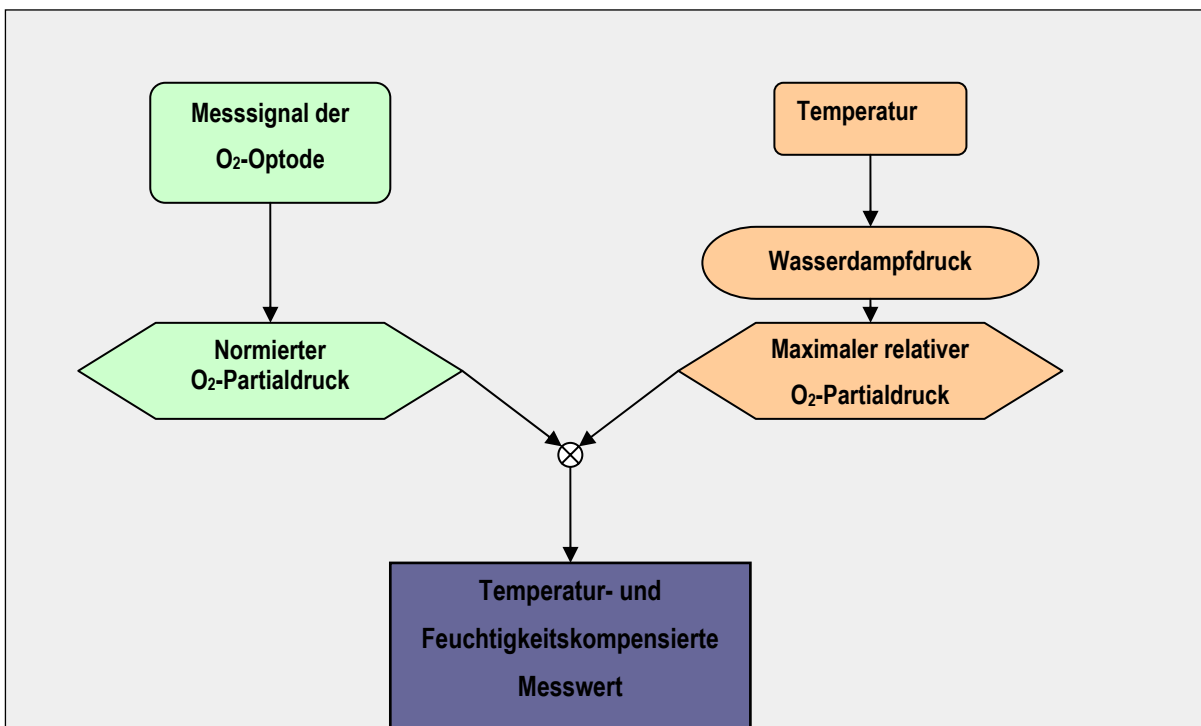 Messsignal der
O₂-Optode
Temperatur
Wasserdampfdruck
Normierter
O₂-Partialdruck
Maximaler relativer
O₂-Partialdruck
Temperatur- und
Feuchtigkeitskompensierte
Messwert